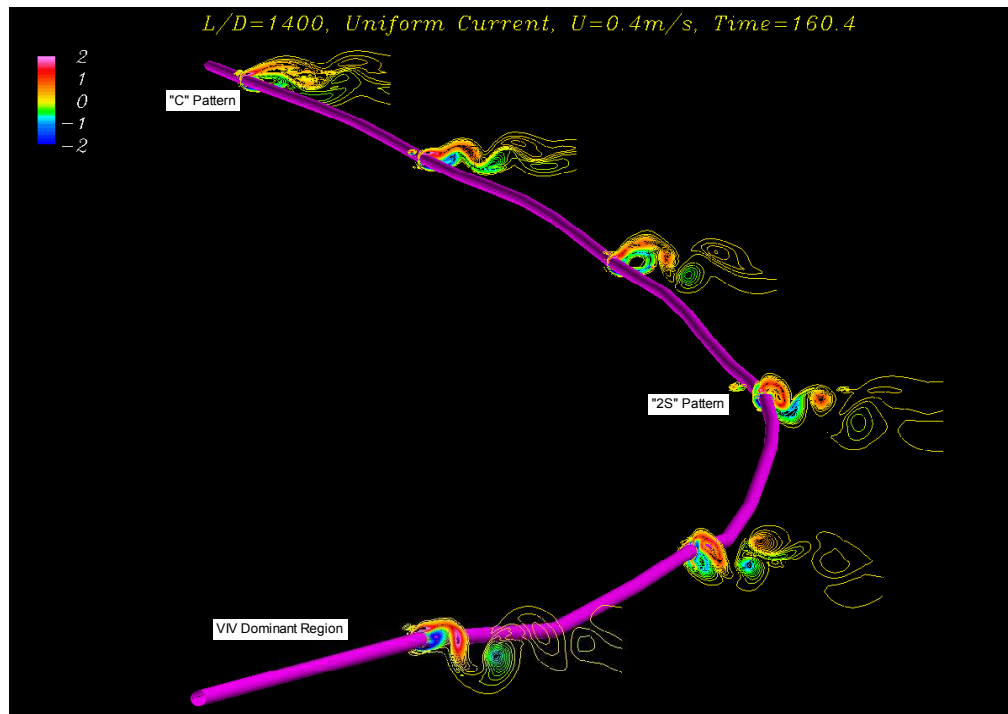 L/D=1400, Uniform Current, U=0.4m/s, Time=160.4
2
1
0
−1
−2
"C" Pattern
"2S" Pattern
VIV Dominant Region